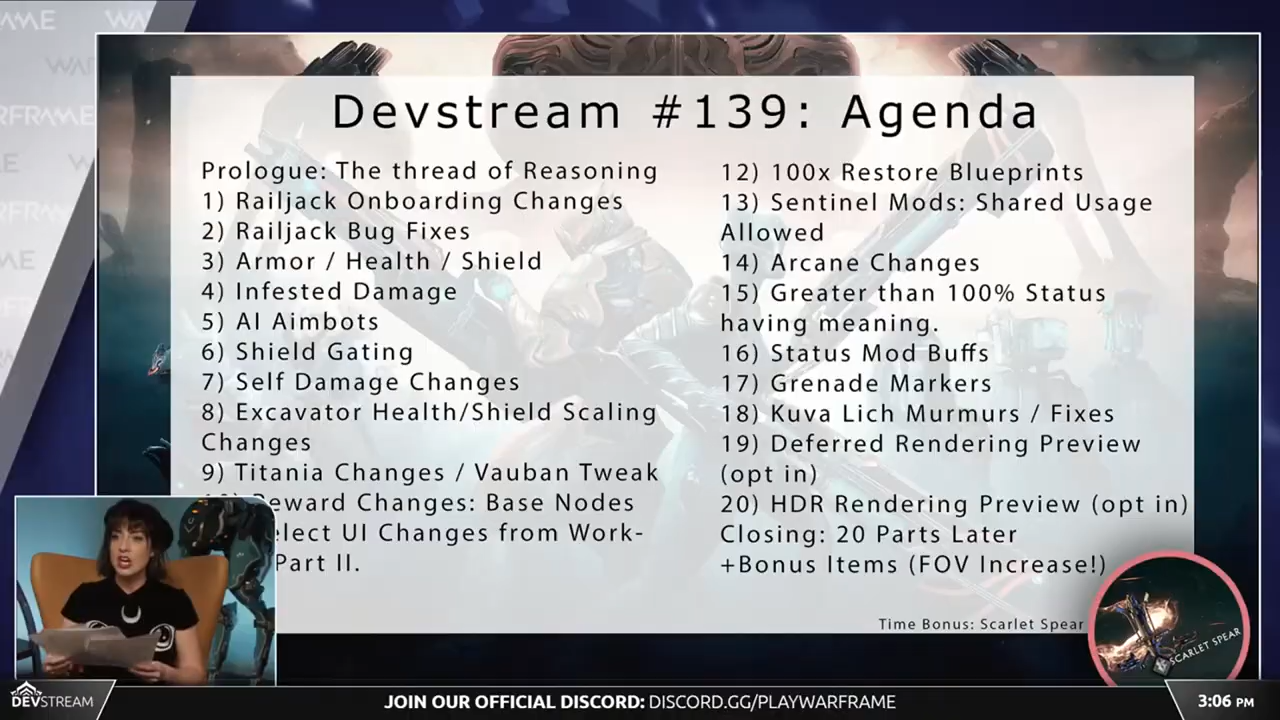 AME
WAR
RFRAME
W
RFRAM
ME
Devstream #139: Agenda
Prologue: The thread of Reasoning
1) Railjack Onboarding Changes
2) Railjack Bug Fixes
3) Armor / Health / Shield
4) Infested Damage
5) AI Aimbots
6) Shield Gating
7) Self Damage Changes
8) Excavator Health/Shield Scaling
Changes
9) Titania Changes / Vauban Tweak
Reward Changes: Base Nodes
elect UI Changes from Work-
Part II.
12) 100x Restore Blueprints
13) Sentinel Mods: Shared Usage
Allowed
14) Arcane Changes
15) Greater than 100% Status
having meaning.
16) Status Mod Buffs
17) Grenade Markers
18) Kuva Lich Murmurs / Fixes
19) Deferred Rendering Preview
(opt in)
20) HDR Rendering Preview (opt in)
Closing: 20 Parts Later
+Bonus Items (FOV Increase!)
Time Bonus: Scarlet Spear
SCARLET SPEAR
DEVSTREAM
JOIN OUR OFFICIAL DISCORD: DISCORD.GG/PLAYWARFRAME
3:06 PM